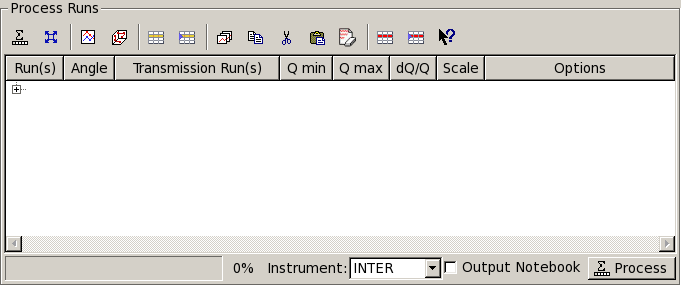 Process Runs
Run(s) Angle Transmission Run(s) Q min Q max dQ/Q Scale Options
0% Instrument: INTER Output Notebook Process